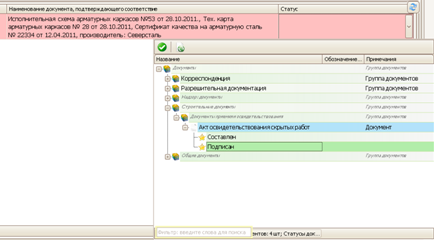 Наименование документа, подтверждающего соответствие Статус
Исполнительная схема арматурных каркасов №53 от 28.10.2011., Тех. карта
арматурных каркасов № 28 от 28.10.2011, Сертификат качества на арматурную сталь
№ 22334 от 12.04.2011, производитель: Северсталь
Название Обозначение... Примечания
Документы Группа документов
Корреспонденция Группа документов
Разрешительная документация Группа документов
Группа документов
Строительные документы Группа документов
Документы приемки и освидетельствования Группа документов
Акт освидетельствования скрытых работ Документ
Составлен
Подписан
Общие документы Группа документов
Фильтр: введите слова для поиска ентов: 4 шт; Статусы док...